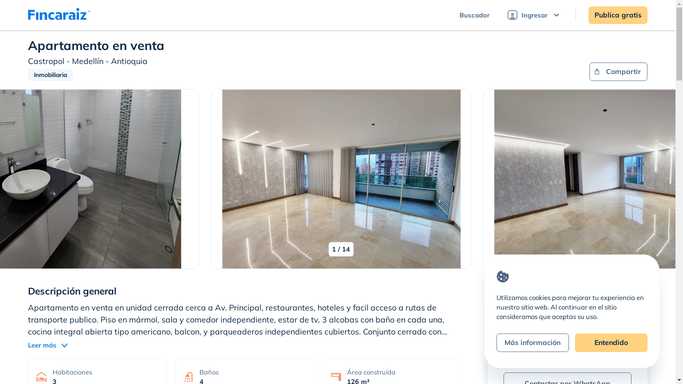 Fincaraiz
Buscador
Ingresar
Publica gratis
Apartamento en venta
Castropol - Medellín - Antioquia
Inmobiliaria
Compartir
1 / 14
Descripción general
Apartamento en venta en unidad cerrada cerca a Av. Principal, restaurantes, hoteles y facil acceso a rutas de
transporte publico. Piso en mármol, sala y comedor independiente, estar de tv, 3 alcobas con baño en cada una,
cocina integral abierta tipo americano, balcon, y parqueaderos independientes cubiertos. Conjunto cerrado con...
Leer más
Habitaciones
3
Baños
4
Área construida
126 m²
Utilizamos cookies para mejorar tu experiencia en
nuestro sitio web. Al continuar en el sitio
consideramos que aceptas su uso.
Más información
Entendido
Contactar por WhatsApp